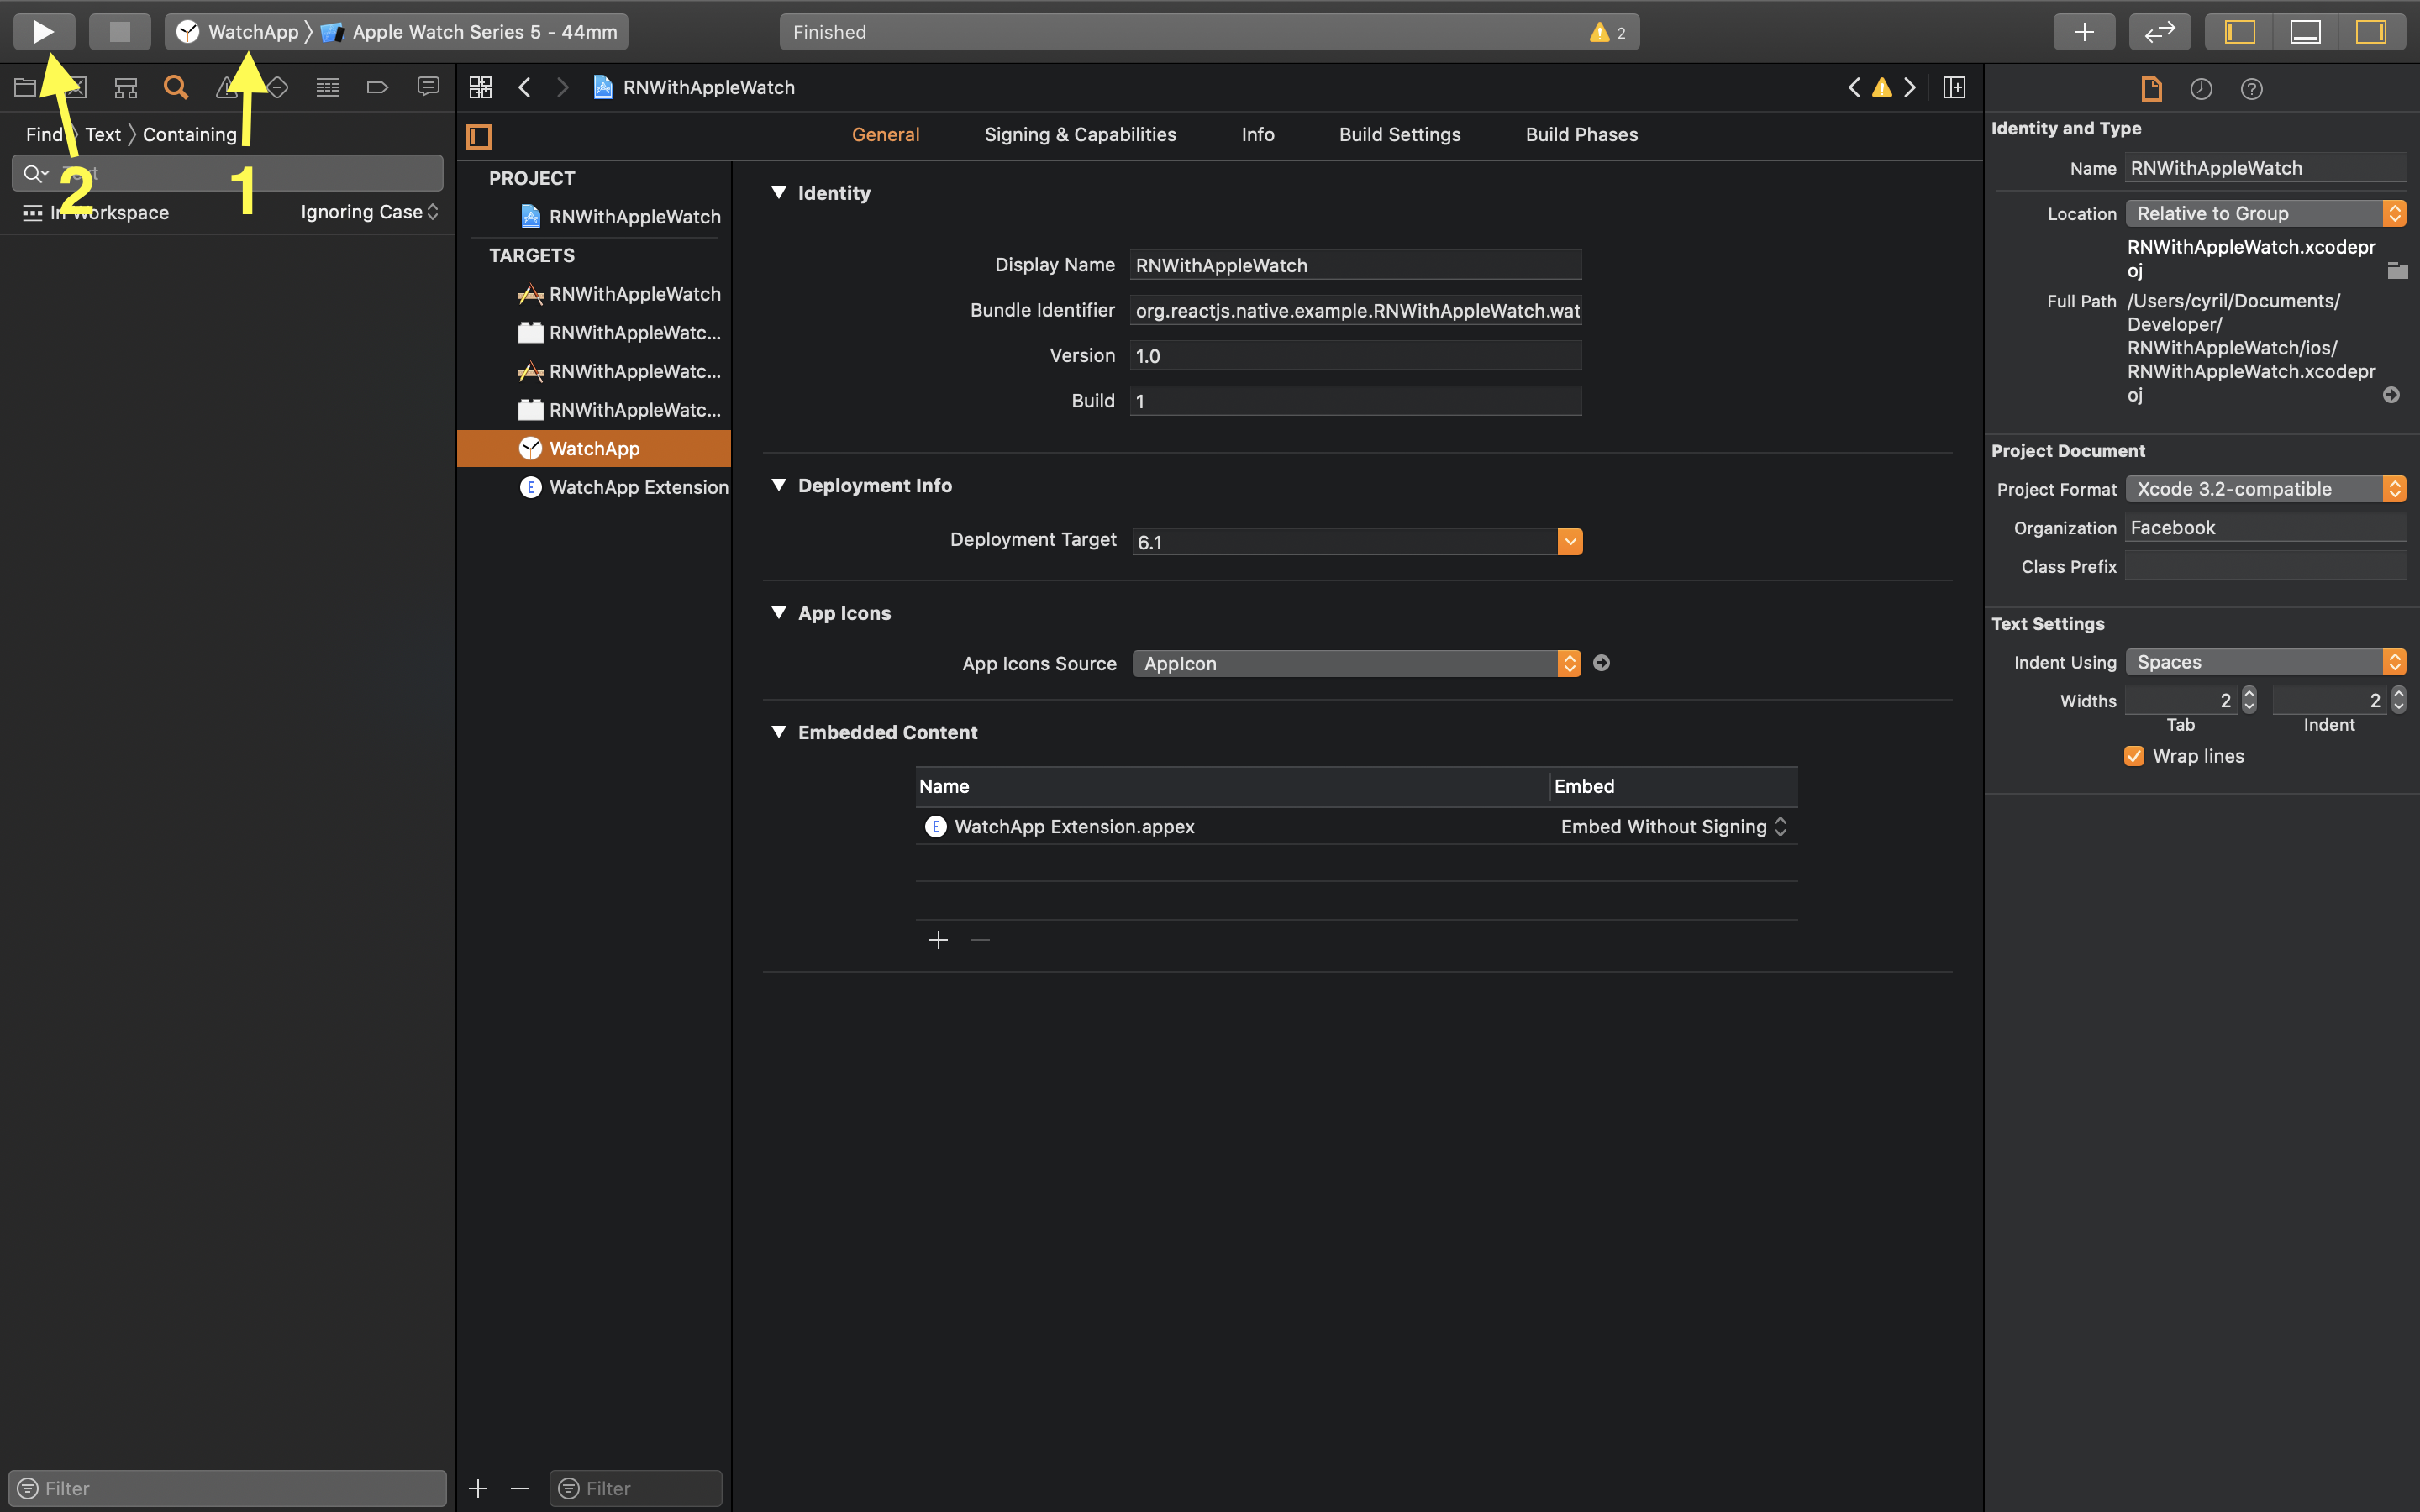 WatchApp Apple Watch Series 5 - 44mm
Finished
2
RNWithAppleWatch
Find Text Containing
2
1
In Workspace
Ignoring Case
Filter
General Signing & Capabilities Info Build Settings Build Phases
PROJECT
RNWithAppleWatch
TARGETS
RNWithAppleWatch
RNWithAppleWatc...
RNWithAppleWatc...
RNWithAppleWatc...
WatchApp
E WatchApp Extension
Filter
Identity
Display Name RNWithAppleWatch
Bundle Identifier org.reactjs.native.example.RNWithAppleWatch.wat
Version 1.0
Build 1
Deployment Info
Deployment Target 6.1
App Icons
App Icons Source AppIcon
Embedded Content
Name Embed
E WatchApp Extension.appex Embed Without Signing
Identity and Type
Name RNWithAppleWatch
Location Relative to Group
RNWithAppleWatch.xcodepr
oj
Full Path /Users/cyril/Documents/
Developer/
RNWithAppleWatch/ios/
RNWithAppleWatch.xcodepr
oj
Project Document
Project Format Xcode 3.2-compatible
Organization Facebook
Class Prefix
Text Settings
Indent Using Spaces
Widths 2 2
Tab Indent
Wrap lines